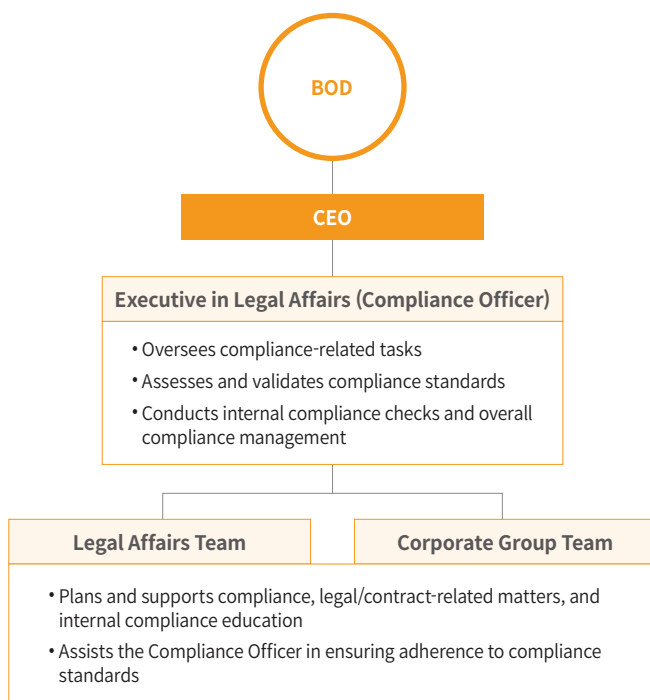 BOD
CEO
Executive in Legal Affairs (Compliance Officer)
• Oversees compliance-related tasks
• Assesses and validates compliance standards
• Conducts internal compliance checks and overall
compliance management
Legal Affairs Team
Corporate Group Team
• Plans and supports compliance, legal/contract-related matters, and
internal compliance education
• Assists the Compliance Officer in ensuring adherence to compliance
standards